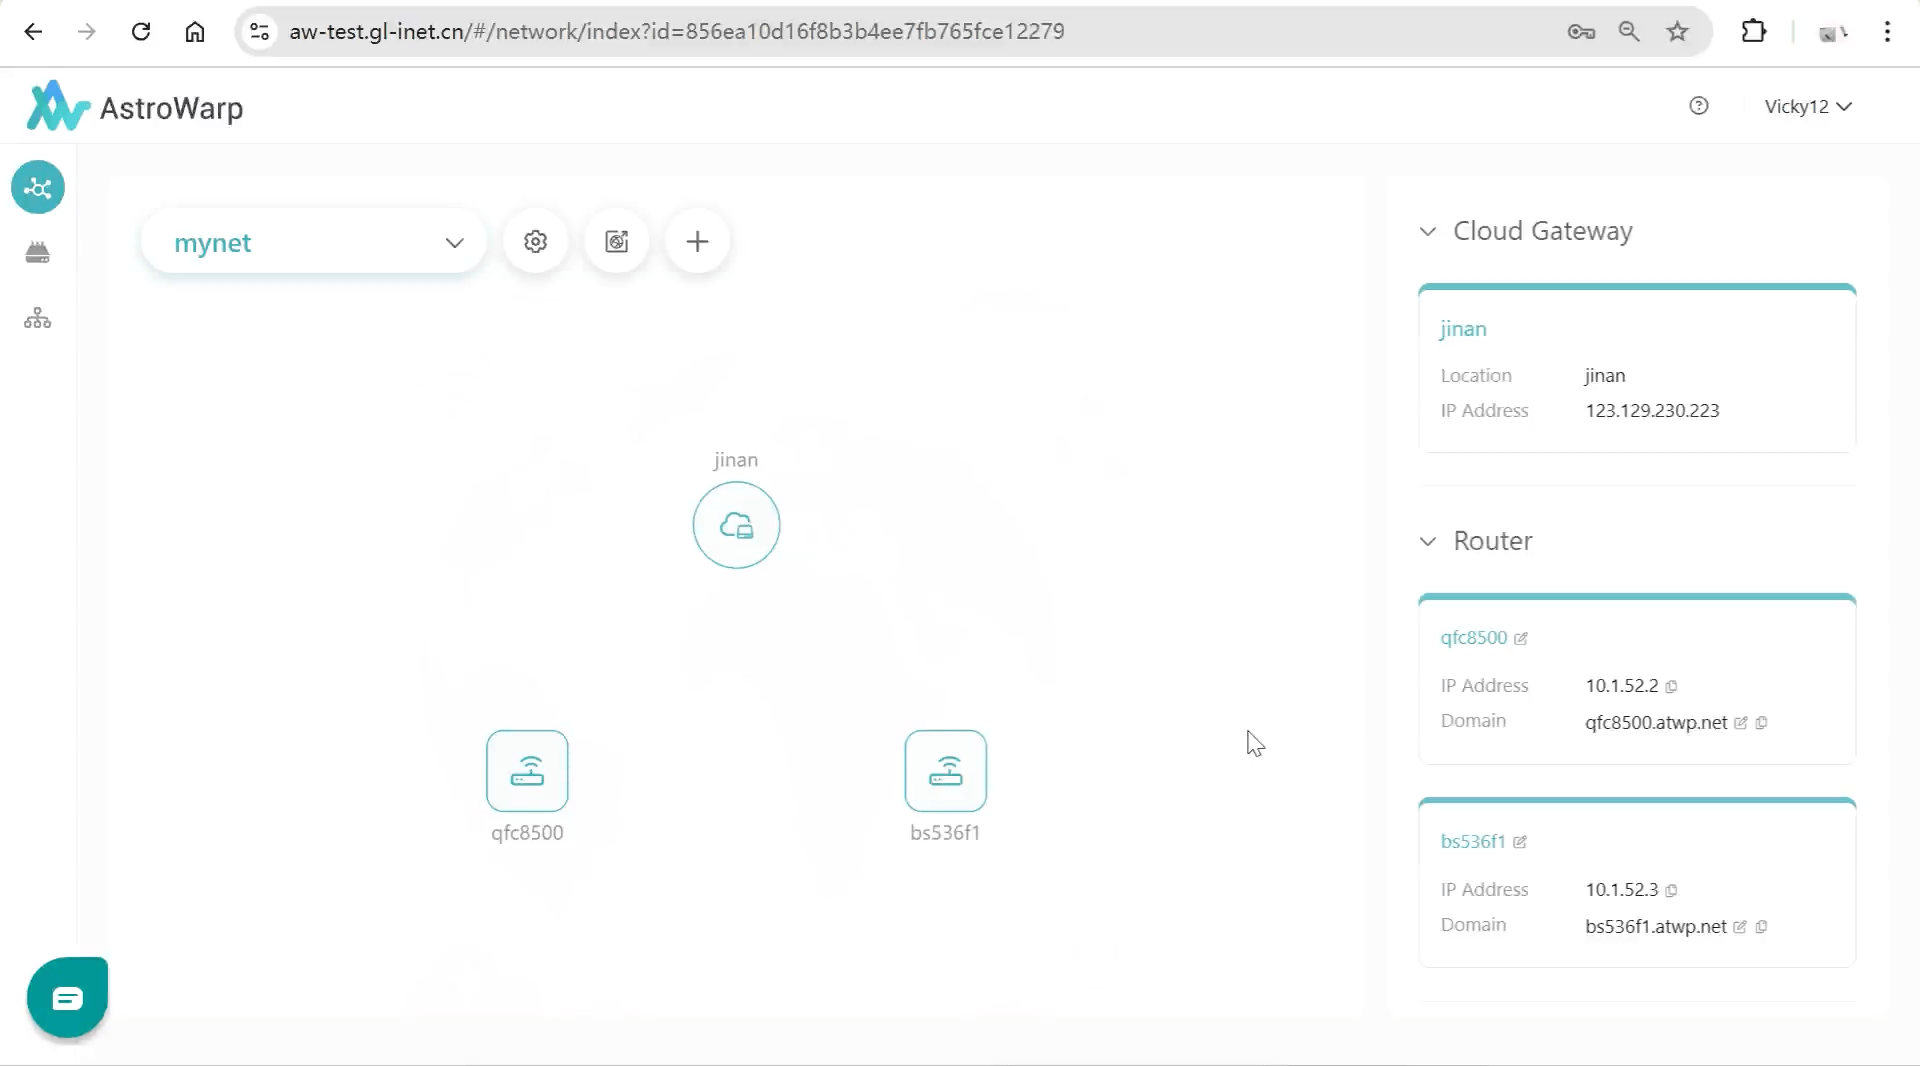 aw-test.gl-inet.cn/#/network/index?id=856ea10d16f8b3b4ee7fb765fce12279
AstroWarp
Vicky12
mynet
jinan
qfc8500
bs536f1
Cloud Gateway
jinan
Location jinan
IP Address 123.129.230.223
Router
qfc8500
IP Address 10.1.52.2
Domain qfc8500.atwp.net
bs536f1
IP Address 10.1.52.3
Domain bs536f1.atwp.net